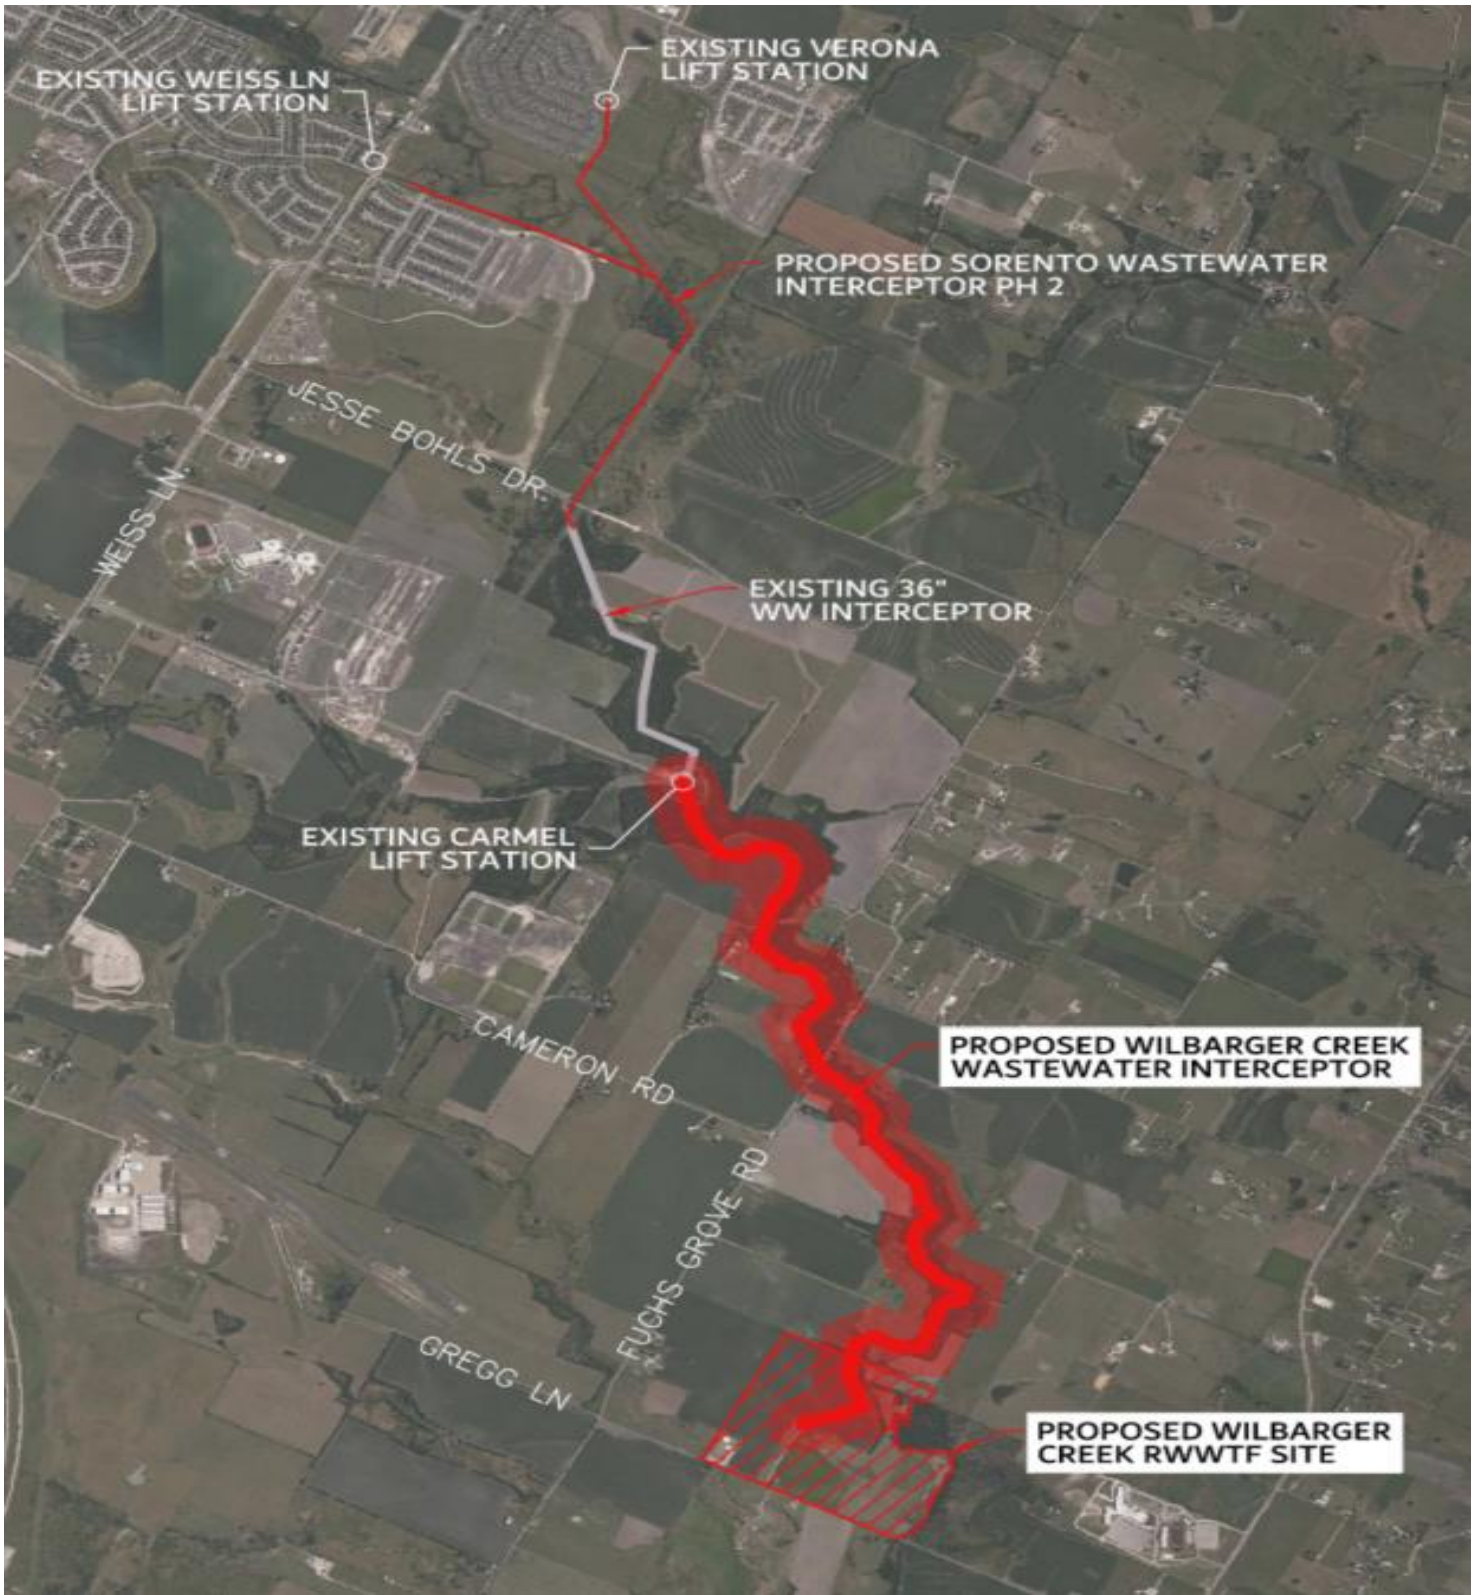 EXISTING VERONA
LIFT STATION
EXISTING WEISS LN
LIFT STATION
PROPOSED SORENTO WASTEWATER
INTERCEPTOR PH 2
JESSE BOHLS DR.
WEISS LN.
EXISTING 36"
WW INTERCEPTOR
EXISTING CARMEL
LIFT STATION
CAMERON RD
PROPOSED WILBARGER CREEK
WASTEWATER INTERCEPTOR
FUCHS GROVE RD
GREGG LN
PROPOSED WILBARGER
CREEK RWWTF SITE